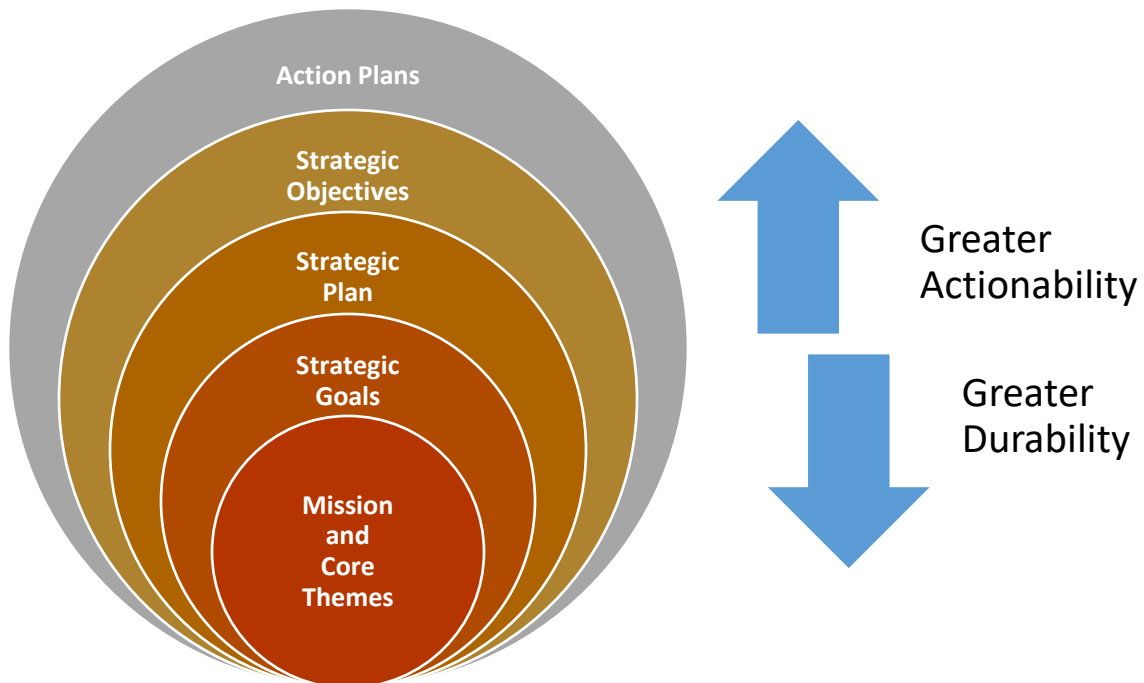 Action Plans
Strategic
Objectives
Strategic
Plan
Strategic
Goals
Mission
and
Core
Themes
Greater
Actionability
Greater
Durability